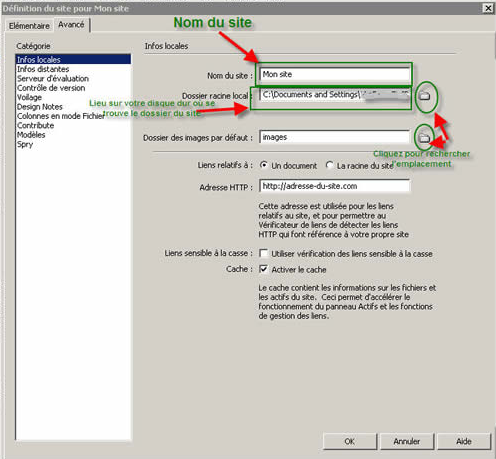 Définition du site pour Mon site
Nom du site
Elémentaire
Avancé
Catégorie
Infos locales
Infos distantes
Serveur d'évaluation
Contrôle de version
Voilage
Design Notes
Colonnes en mode Fichier
Contribute
Modèles
Spry
Infos locales
Nom du site :
Mon site
Dossier racine local :
C:\Documents and Settings\
Lieu sur votre disque dur où se
trouve le dossier du site
Dossier des images par défaut :
images
Cliquez pour rechercher
l'emplacement
Liens relatifs à :
Un document
La racine du site
Adresse HTTP :
http://adresse-du-site.com
Cette adresse est utilisée pour les liens
relatifs au site, et pour permettre au
Vérificateur de liens de détecter les liens
HTTP qui font référence à votre propre site
Liens sensible à la casse :
Utiliser vérification des liens sensible à la casse
Cache :
Activer le cache
Le cache contient les informations sur les fichiers et
les actifs du site. Ceci permet d'accélérer le
fonctionnement du panneau Actifs et les fonctions
de gestion des liens.
OK
Annuler
Aide